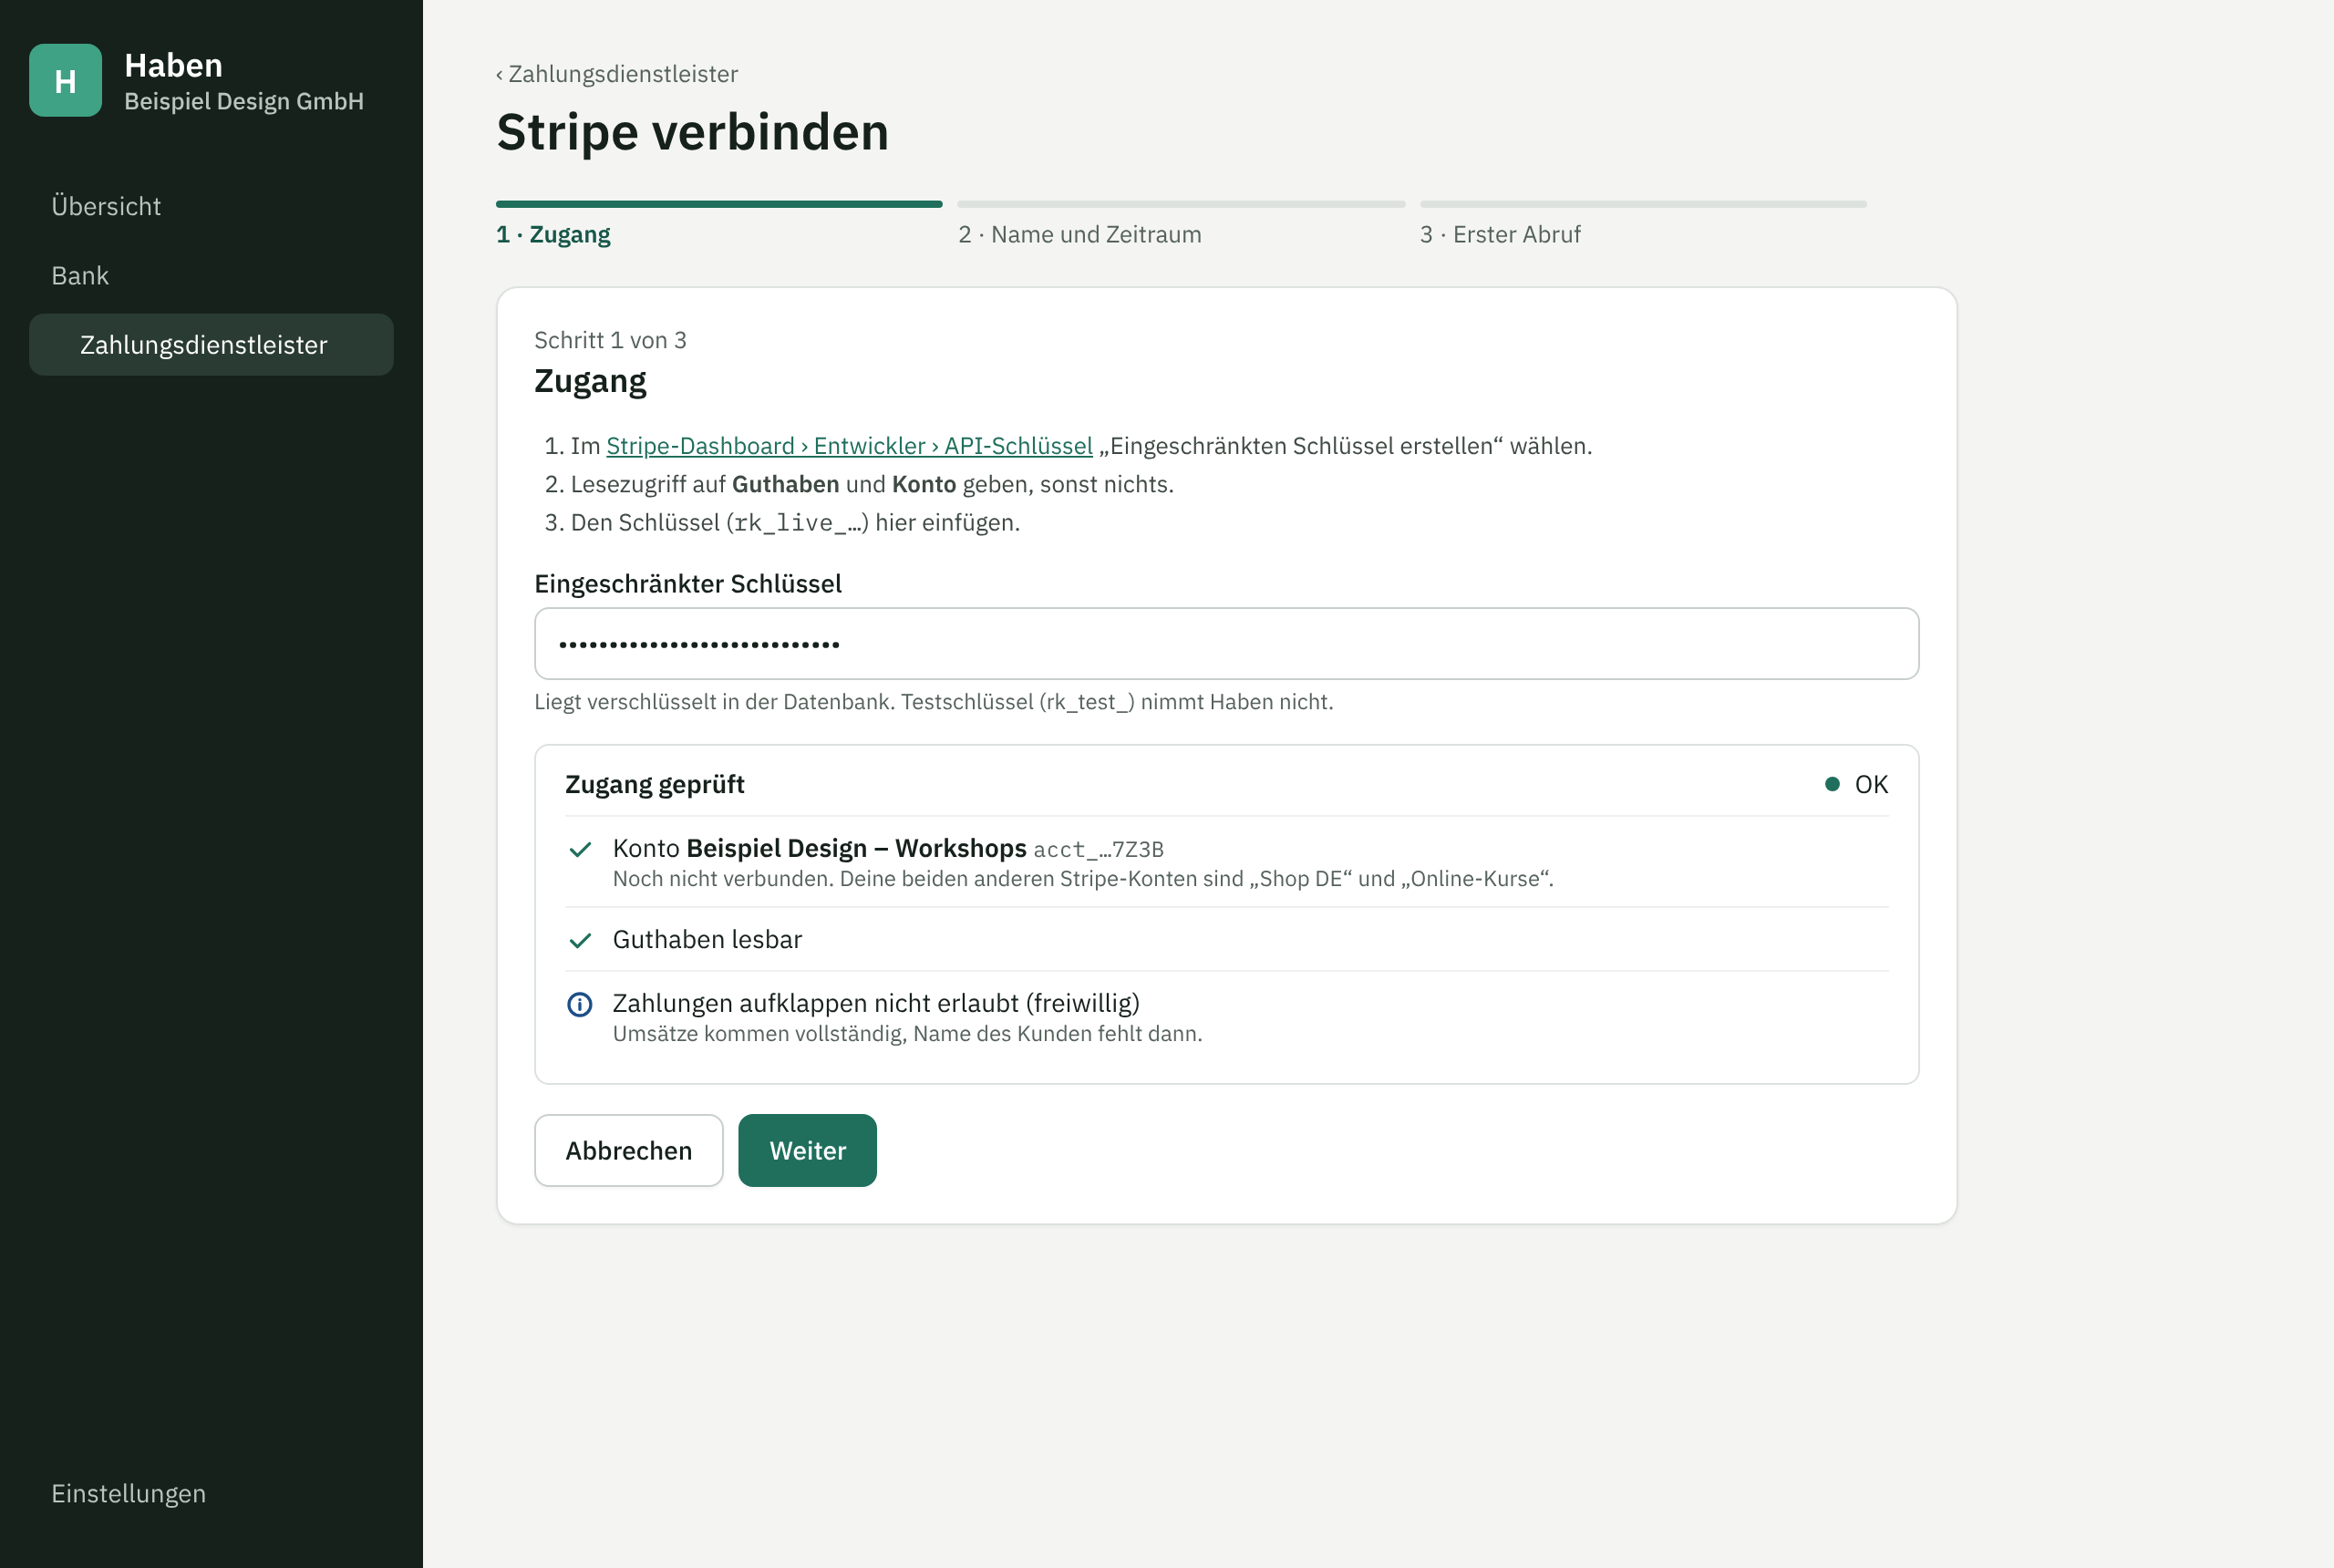 H
Haben
Beispiel Design GmbH
Übersicht
Bank
Zahlungsdienstleister
Einstellungen
‹ Zahlungsdienstleister
Stripe verbinden
1 · Zugang
2 · Name und Zeitraum
3 · Erster Abruf
Schritt 1 von 3
Zugang
1. Im Stripe-Dashboard › Entwickler › API-Schlüssel „Eingeschränkten Schlüssel erstellen“ wählen.
2. Lesezugriff auf Guthaben und Konto geben, sonst nichts.
3. Den Schlüssel (rk_live_…) hier einfügen.
Eingeschränkter Schlüssel
••••••••••••••••••••••••••••
Liegt verschlüsselt in der Datenbank. Testschlüssel (rk_test_) nimmt Haben nicht.
Zugang geprüft
OK
Konto Beispiel Design – Workshops acct_…7Z3B
Noch nicht verbunden. Deine beiden anderen Stripe-Konten sind „Shop DE“ und „Online-Kurse“.
Guthaben lesbar
Zahlungen aufklappen nicht erlaubt (freiwillig)
Umsätze kommen vollständig, Name des Kunden fehlt dann.
Abbrechen
Weiter